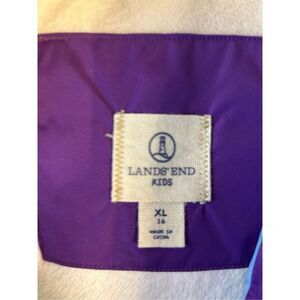 LANDS' END
KIDS
XL
16
MADE IN
CHINA